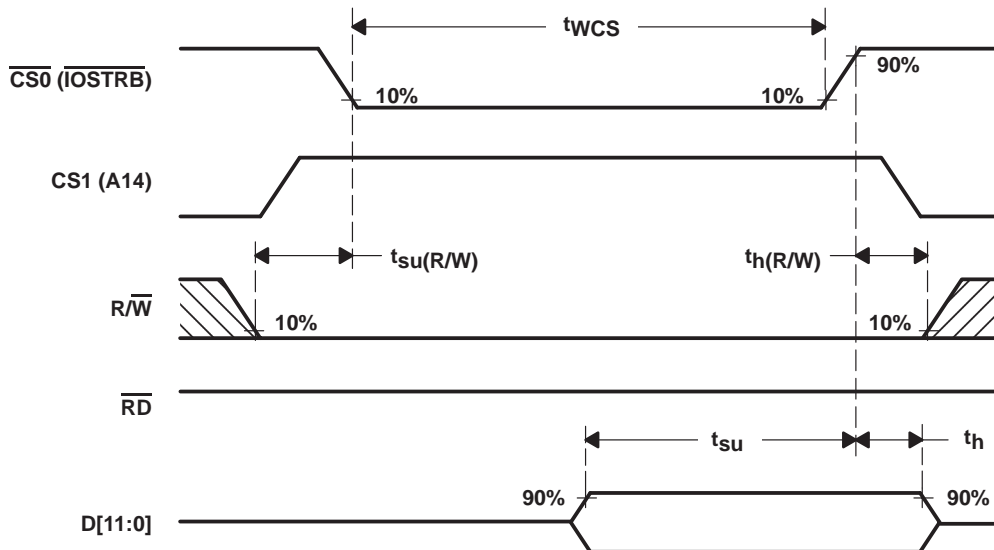 tWCS
CS0 (IOSTRB)
90%
10%
10%
CS1 (A14)
tsu(R/W)
th(R/W)
R/W
10%
10%
RD
tsu
th
90%
90%
D[11:0]